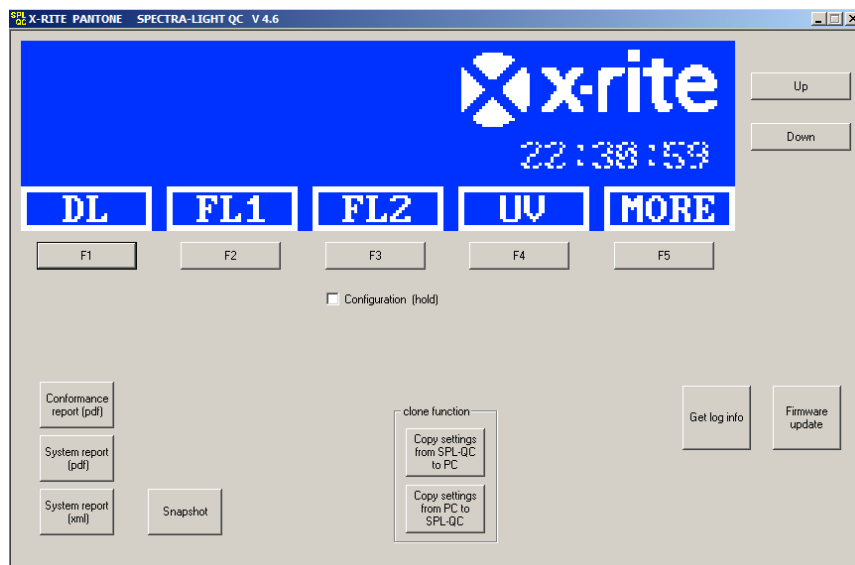 SPL QC X-RITE PANTONE SPECTRA-LIGHT QC V 4.6
x-rite
22:30:59
Up
Down
DL FL1 FL2 UV MORE
F1 F2 F3 F4 F5
Configuration (hold)
Conformance
report (pdf)
System report
(pdf)
System report
(xml)
Snapshot
clone function
Copy settings
from SPL-QC
to PC
Copy settings
from PC to
SPL-QC
Get log info
Firmware
update